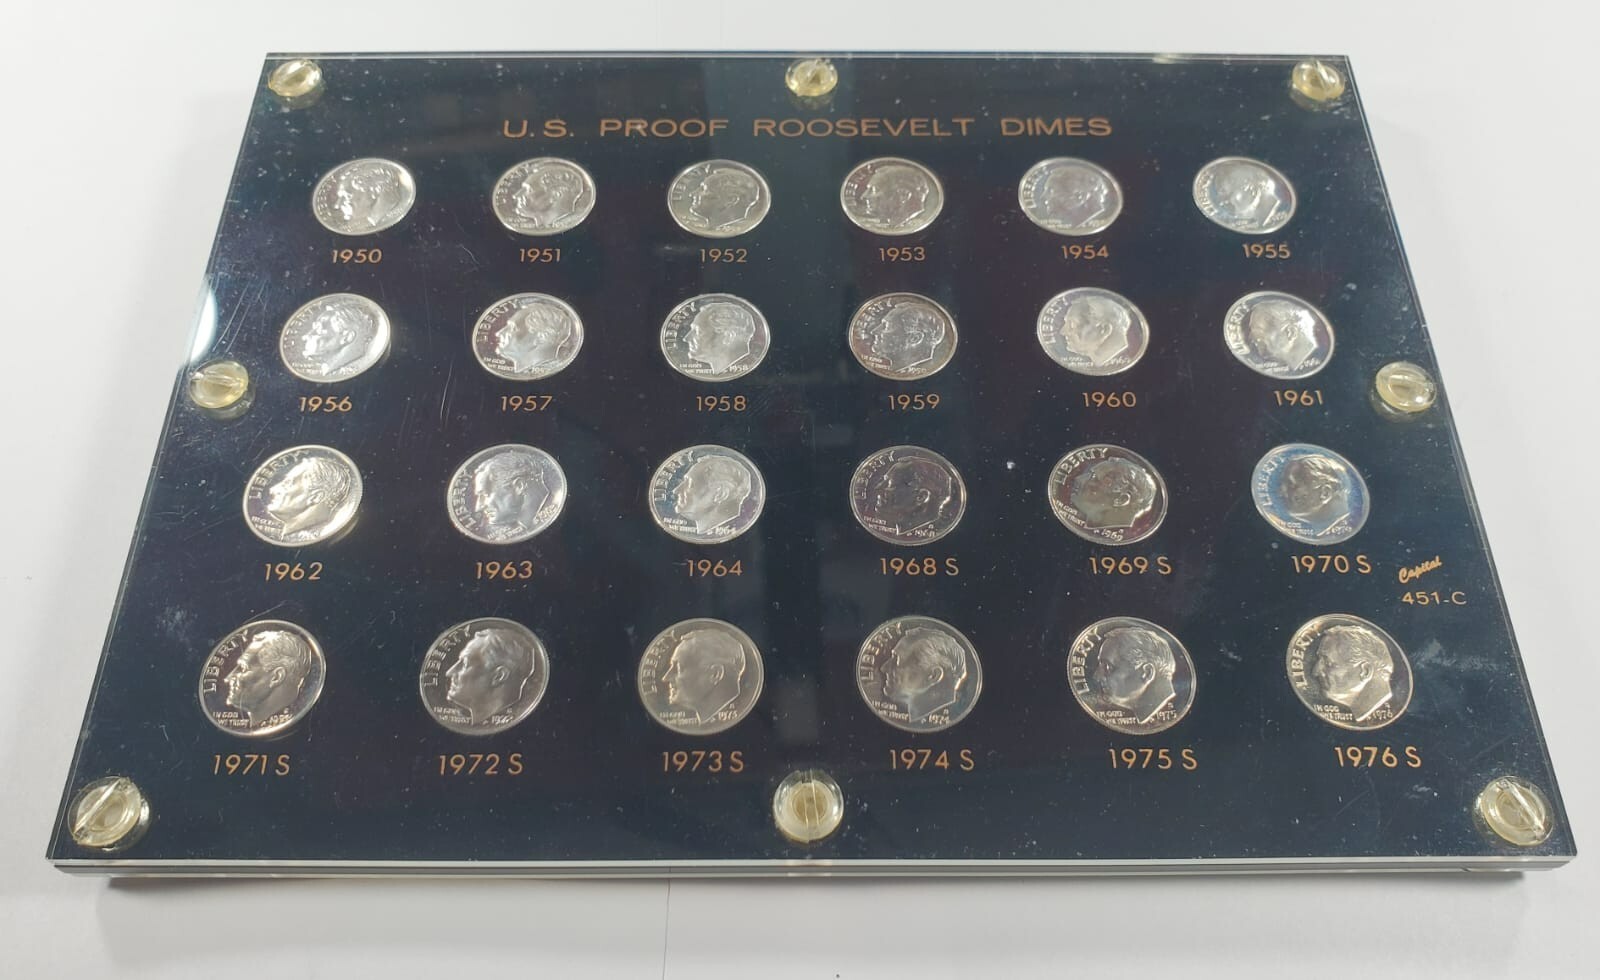 U.S. PROOF ROOSEVELT DIMES
1950 1951 1952 1953 1954 1955
1956 1957 1958 1959 1960 1961
1962 1963 1964 1968 S 1969 S 1970 S
Capital
451-C
1971 S 1972 S 1973 S 1974 S 1975 S 1976 S